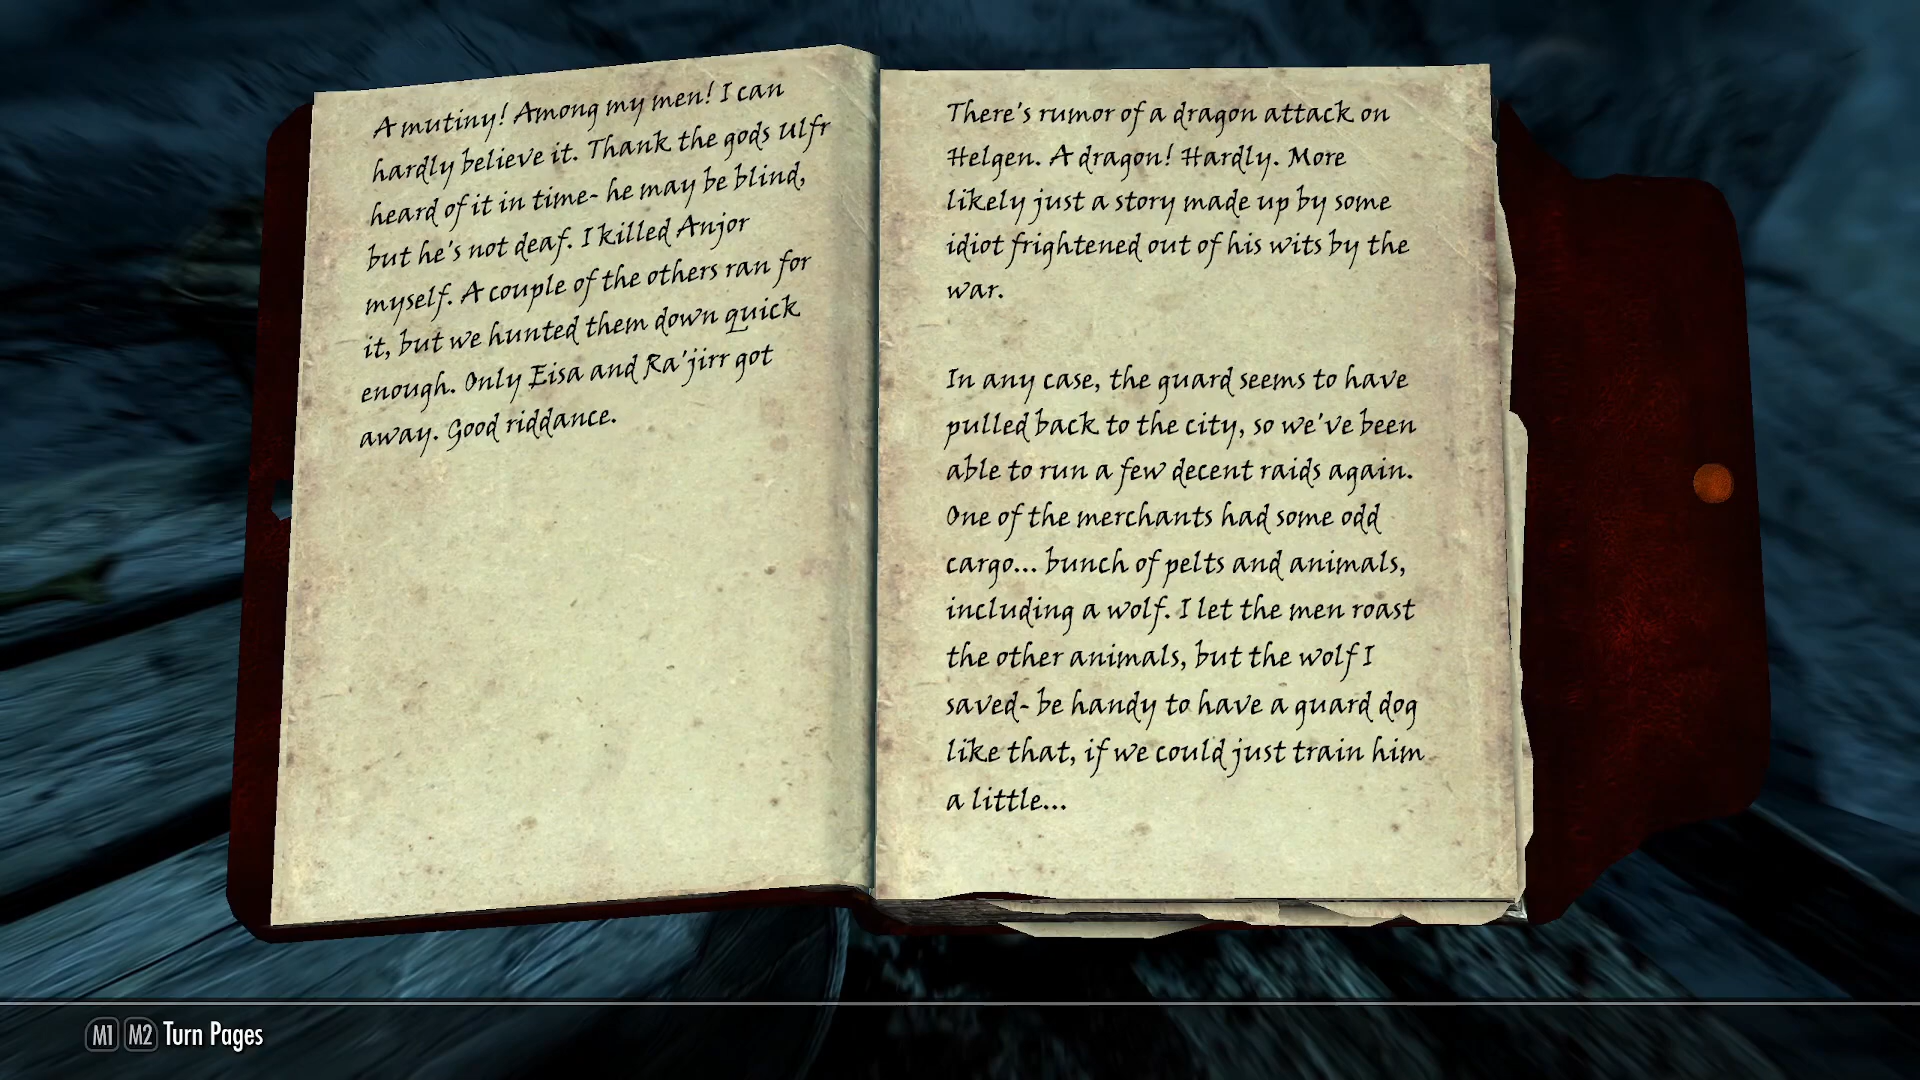 A mutiny! Among my men! I can
hardly believe it. Thank the gods Ulfr
heard of it in time- he may be blind,
but he's not deaf. I killed Anjor
myself. A couple of the others ran for
it, but we hunted them down quick
enough. Only Eisa and Ra'jirr got
away. Good riddance.
There's rumor of a dragon attack on
Helgen. A dragon! Hardly. More
likely just a story made up by some
idiot frightened out of his wits by the
war.
In any case, the guard seems to have
pulled back to the city, so we've been
able to run a few decent raids again.
One of the merchants had some odd
cargo... bunch of pelts and animals,
including a wolf. I let the men roast
the other animals, but the wolf I
saved- be handy to have a guard dog
like that, if we could just train him
a little...
M1 M2 Turn Pages